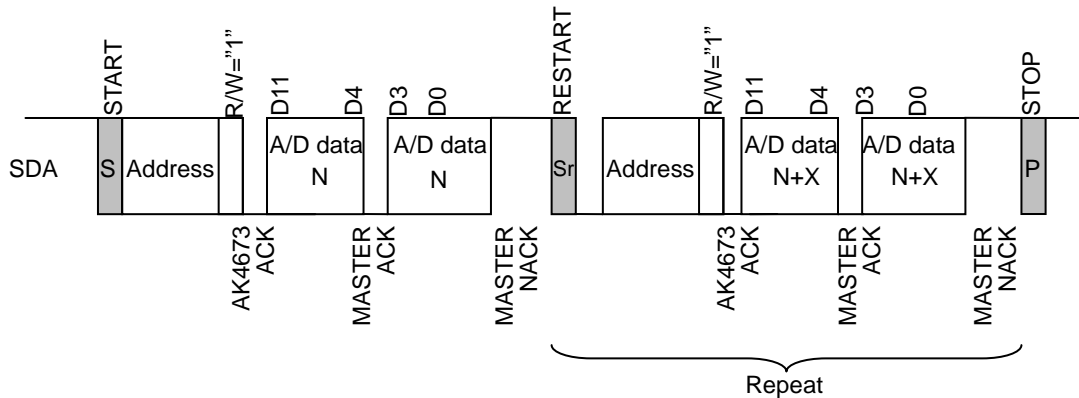 START
R/W="1"
D11
D4
D3
D0
RESTART
R/W="1"
D11
D4
D3
D0
STOP
SDA
S
Address
A/D data
N
A/D data
N
Sr
Address
A/D data
N+X
A/D data
N+X
P
AK4673
ACK
MASTER
ACK
MASTER
NACK
AK4673
ACK
MASTER
ACK
MASTER
NACK
Repeat